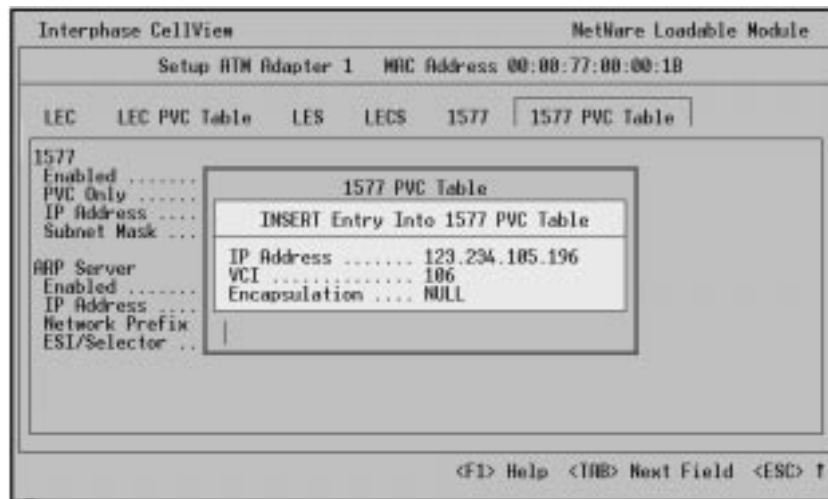 Interphase CellView NetWare Loadable Module
Setup ATM Adapter 1 MAC Address 00:00:77:80:00:1B
LEC LEC PVC Table LES LECS 1577 1577 PVC Table
1577
Enabled .......
PVC Only ......
IP Address ....
Subnet Mask ...
1577 PVC Table
INSERT Entry Into 1577 PVC Table
IP Address ....... 123.234.105.196
VCI .............. 106
Encapsulation .... NULL
ARP Server
Enabled .......
IP Address ....
Network Prefix
ESI/Selector ..
<F1> Help <TAB> Next Field <ESC> ↑